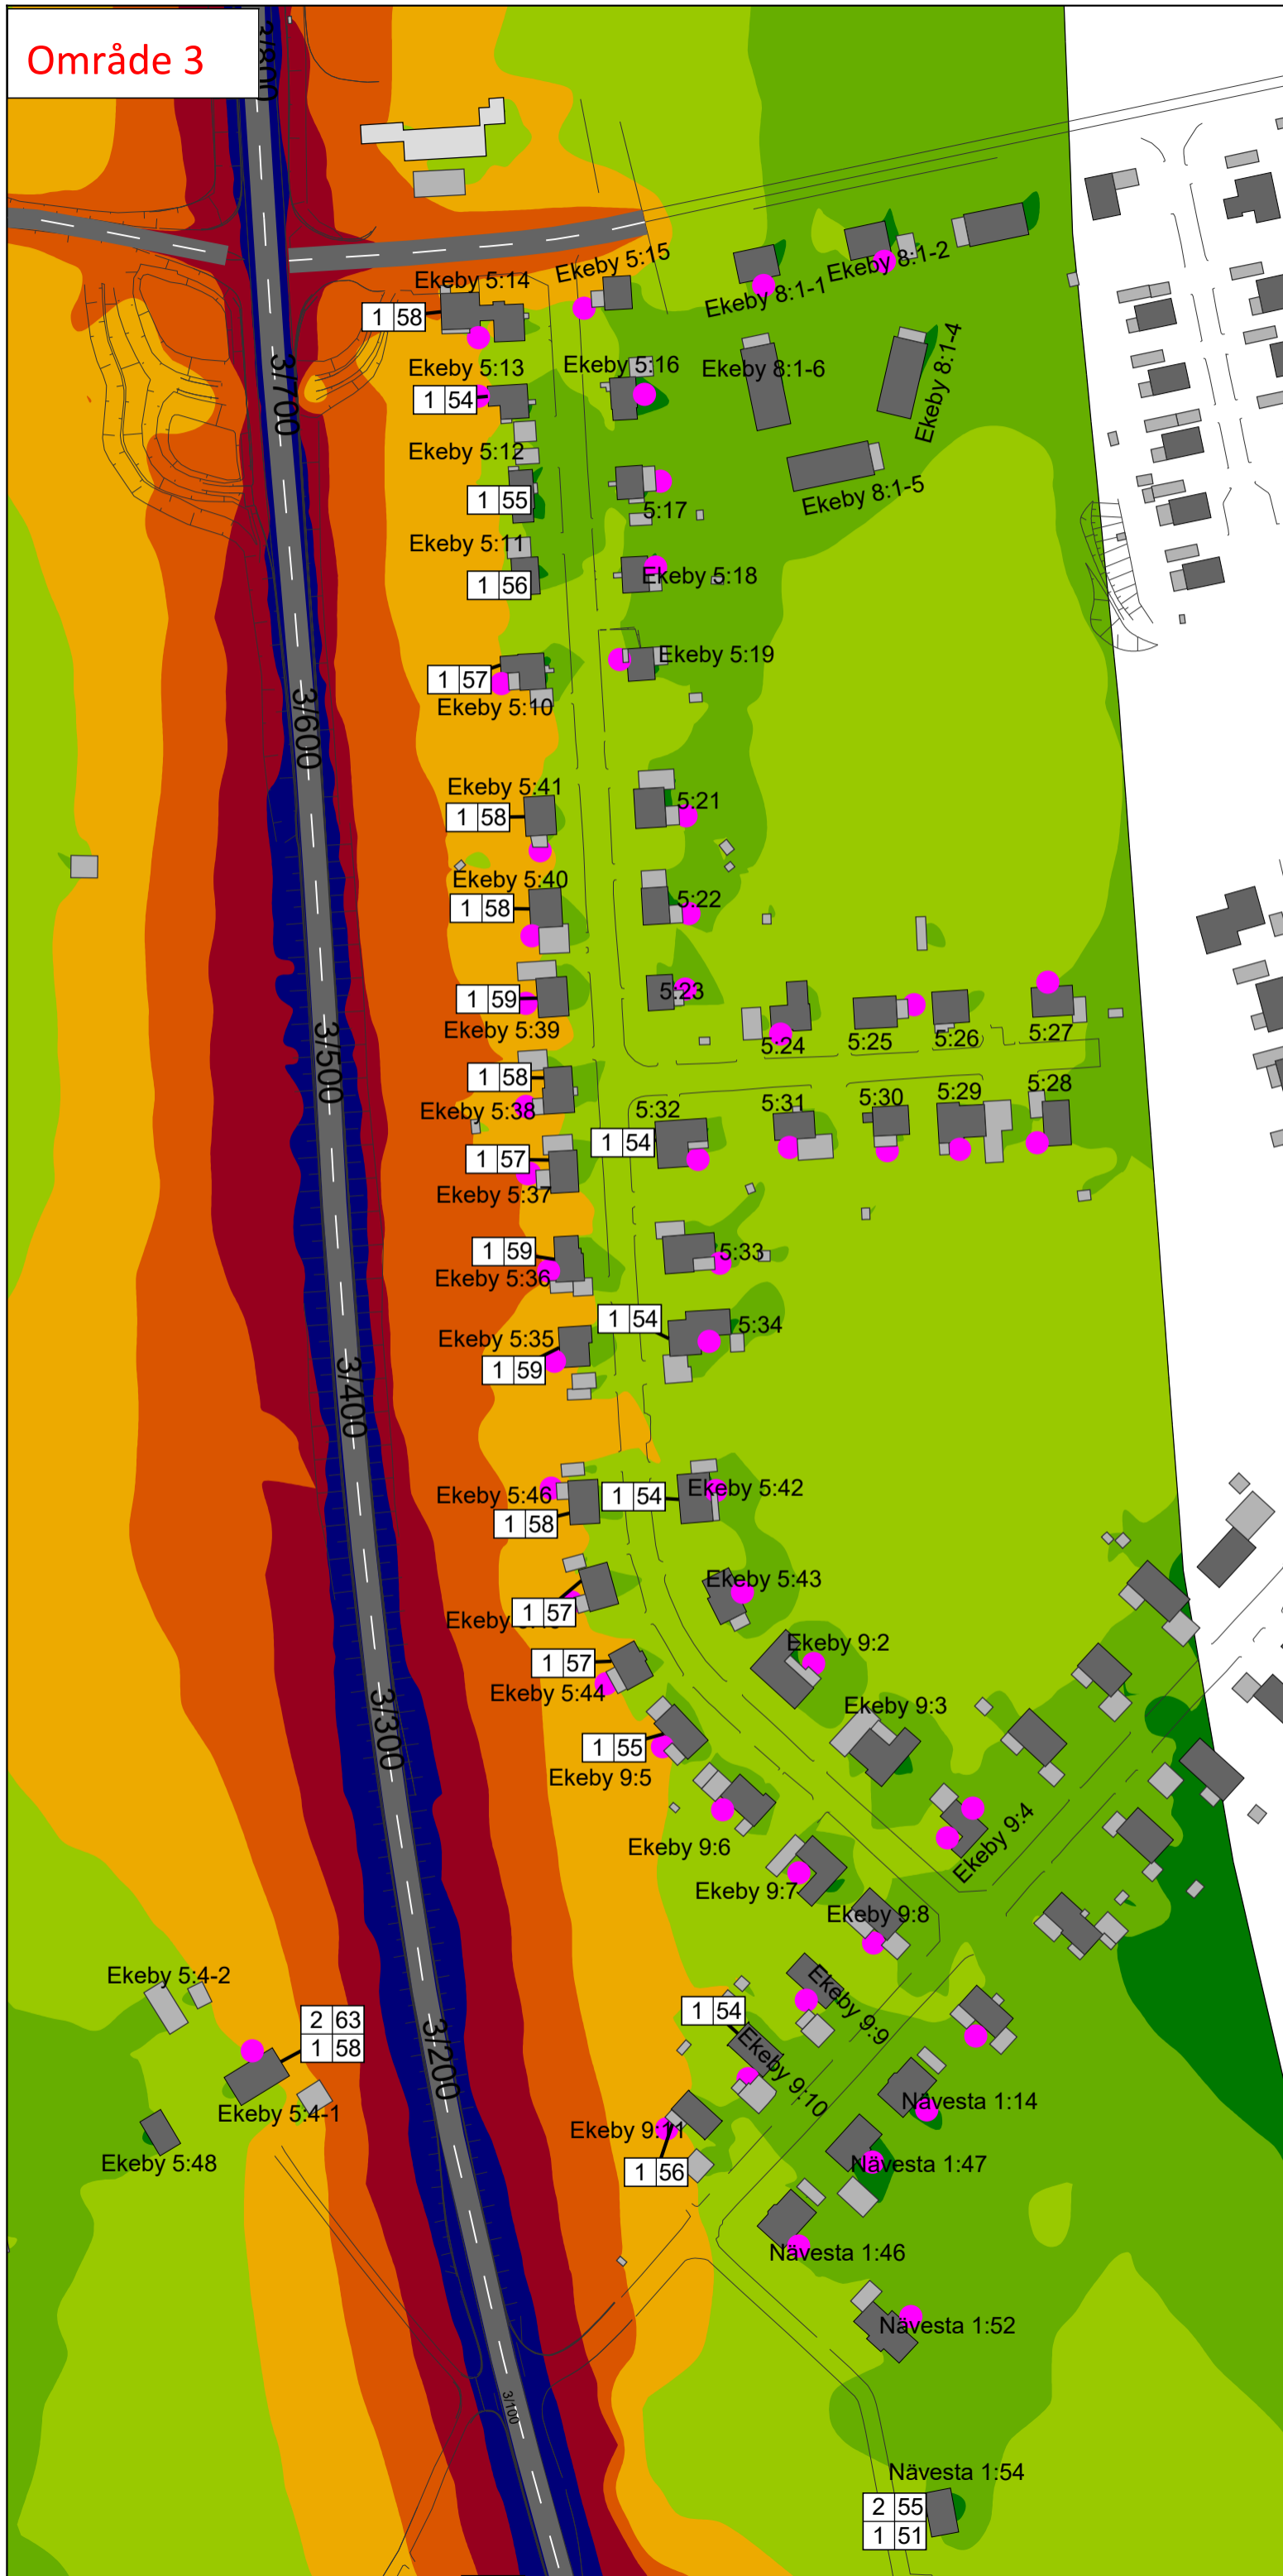 Område 3
3/800
Ekeby 5:15
Ekeby 8:1-2
Ekeby 5:14
Ekeby 8:1-1
1 58
3/700
Ekeby 5:13
Ekeby 5:16
Ekeby 8:1-6
Ekeby 8:1-4
1 54
Ekeby 5:12
Ekeby 8:1-5
1 55
5:17
Ekeby 5:11
1 56
Ekeby 5:18
Ekeby 5:19
1 57
Ekeby 5:10
3/600
Ekeby 5:41
5:21
1 58
Ekeby 5:40
5:22
1 58
5:23
1 59
Ekeby 5:39
5:24
5:25
5:26
5:27
3/500
1 58
5:28
5:29
5:30
5:31
5:32
Ekeby 5:38
1 54
1 57
Ekeby 5:37
1 59
5:33
Ekeby 5:36
1 54
5:34
Ekeby 5:35
1 59
3/400
Ekeby 5:46
1 54
Ekeby 5:42
1 58
Ekeby 5:43
1 57
Ekeby
Ekeby 9:2
1 57
Ekeby 5:44
Ekeby 9:3
3/300
1 55
Ekeby 9:5
Ekeby 9:4
Ekeby 9:6
Ekeby 9:7
Ekeby 9:8
Ekeby 5:4-2
Ekeby 9:9
1 54
2 63
1 58
3/200
Ekeby 9:10
Ekeby 5:4-1
Nävesta 1:14
Ekeby 9:11
Ekeby 5:48
1 56
Nävesta 1:47
Nävesta 1:46
Nävesta 1:52
3/100
Nävesta 1:54
2 55
1 51